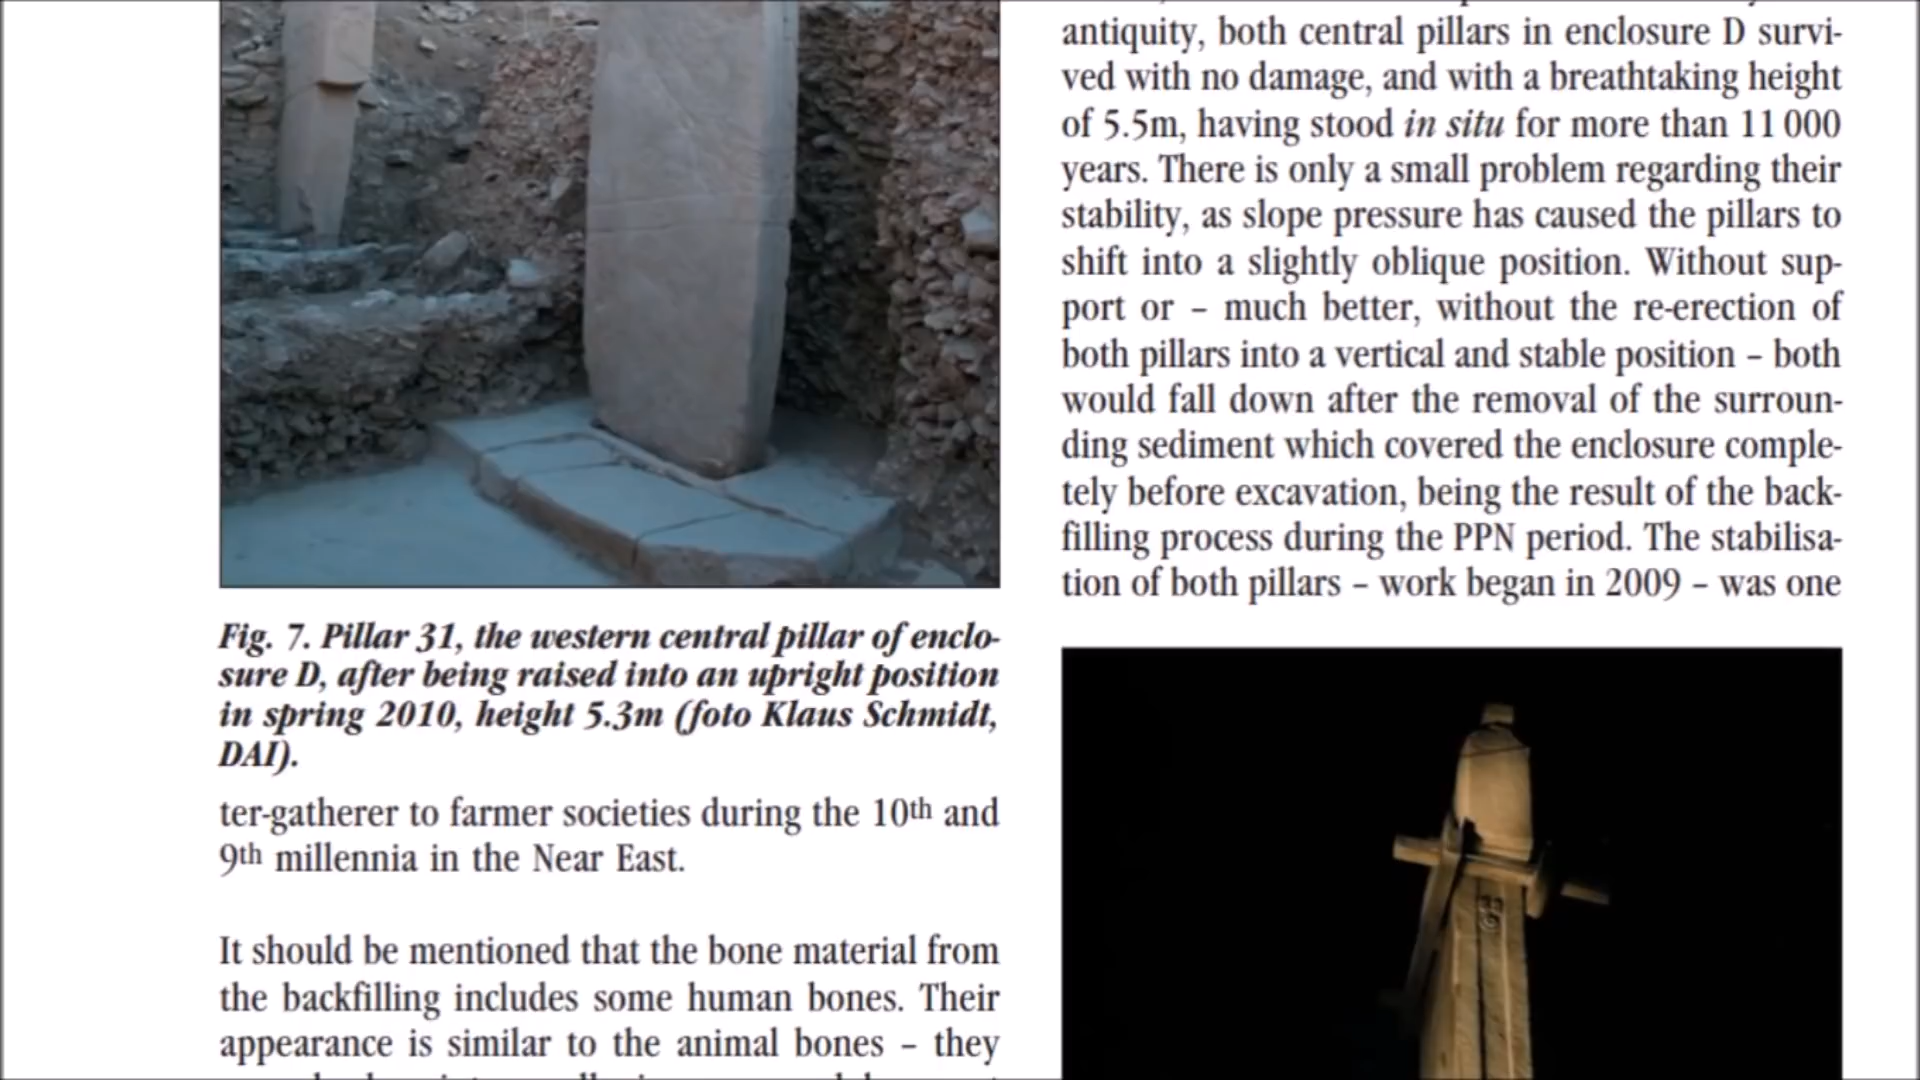 Fig. 7. Pillar 31, the western central pillar of enclo-
sure D, after being raised into an upright position
in spring 2010, height 5.3m (foto Klaus Schmidt,
DAI).
ter-gatherer to farmer societies during the 10th and
9th millennia in the Near East.
It should be mentioned that the bone material from
the backfilling includes some human bones. Their
appearance is similar to the animal bones – they
antiquity, both central pillars in enclosure D survi-
ved with no damage, and with a breathtaking height
of 5.5m, having stood in situ for more than 11 000
years. There is only a small problem regarding their
stability, as slope pressure has caused the pillars to
shift into a slightly oblique position. Without sup-
port or – much better, without the re-erection of
both pillars into a vertical and stable position – both
would fall down after the removal of the surroun-
ding sediment which covered the enclosure comple-
tely before excavation, being the result of the back-
filling process during the PPN period. The stabilisa-
tion of both pillars – work began in 2009 – was one